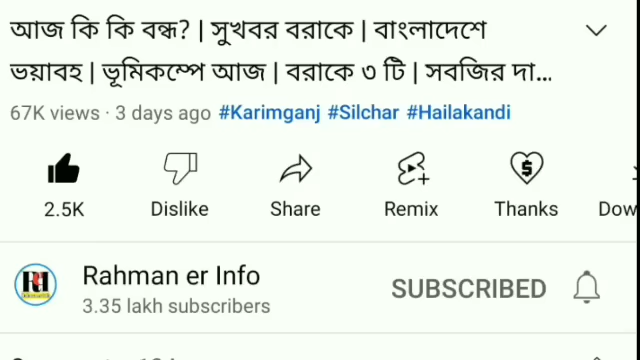 আজ কি কি বন্ধ? | সুখবর বরাকে | বাংলাদেশে
ভয়াবহ | ভূমিকম্পে আজ | বরাকে ৩ টি | সবজির দা...
67K views · 3 days ago #Karimganj #Silchar #Hailakandi
2.5K Dislike Share Remix Thanks Dow
Rahman er Info
SUBSCRIBED
3.35 lakh subscribers